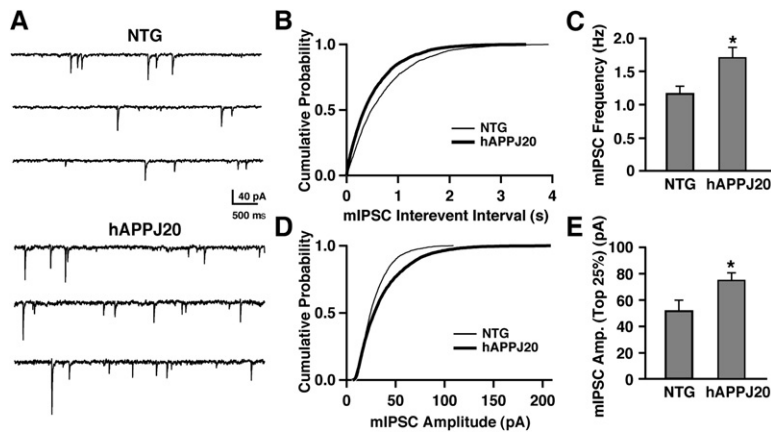 A
NTG
40 pA
500 ms
hAPPJ20
B
Cumulative Probability
1.0
0.5
0.0
NTG
hAPPJ20
0 1 2 3 4
mIPSC Interevent Interval (s)
C
mIPSC Frequency (Hz)
2.0
1.5
1.0
0.5
0
*
NTG hAPPJ20
D
Cumulative Probability
1.0
0.5
0.0
NTG
hAPPJ20
0 50 100 150 200
mIPSC Amplitude (pA)
E
mIPSC Amp. (Top 25%) (pA)
100
80
60
40
20
0
*
NTG hAPPJ20